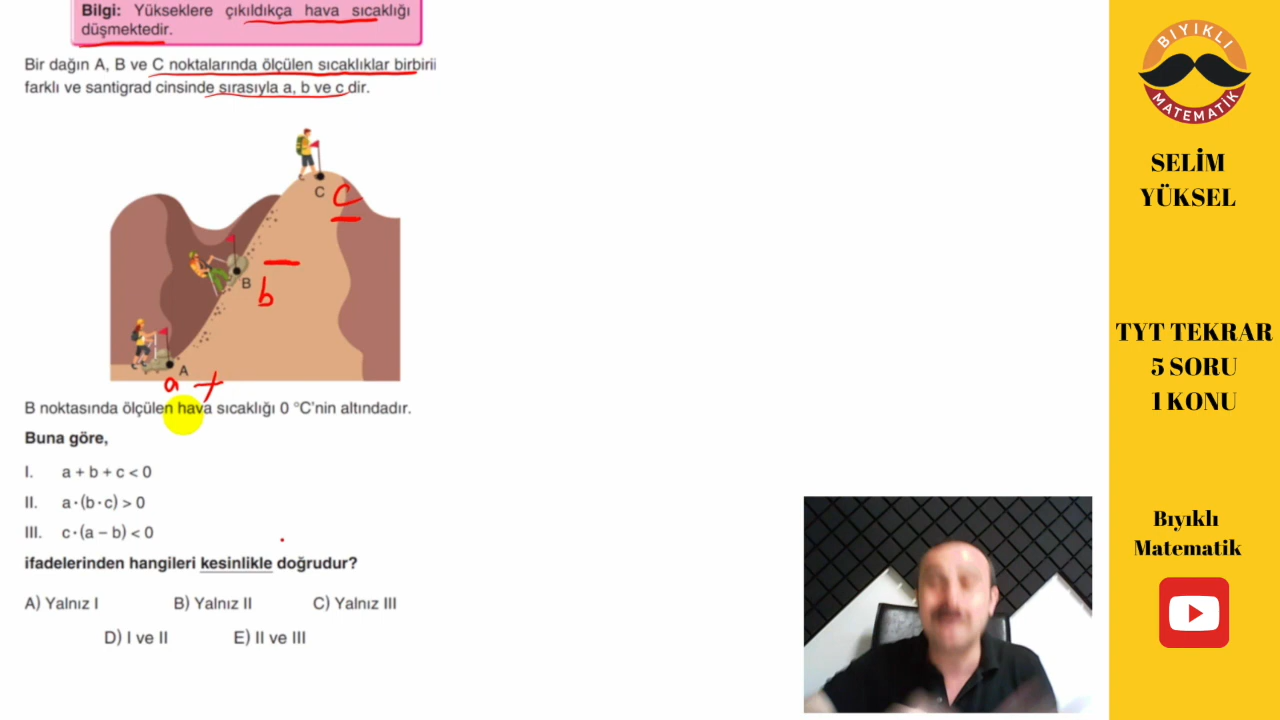 Bilgi: Yükseklere çıkıldıkça hava sıcaklığı
düşmektedir.
Bir dağın A, B ve C noktalarında ölçülen sıcaklıklar birbirii
farklı ve santigrad cinsinde sırasıyla a, b ve c dir.
C
C
B
b
A
a +
B noktasında ölçülen hava sıcaklığı 0 °C'nin altındadır.
Buna göre,
I. a + b + c < 0
II. a·(b·c) > 0
III. c·(a – b) < 0
ifadelerinden hangileri kesinlikle doğrudur?
A) Yalnız I B) Yalnız II C) Yalnız III
D) I ve II E) II ve III
BIYIKLI
MATEMATİK
SELİM
YÜKSEL
TYT TEKRAR
5 SORU
1 KONU
Bıyıklı
Matematik